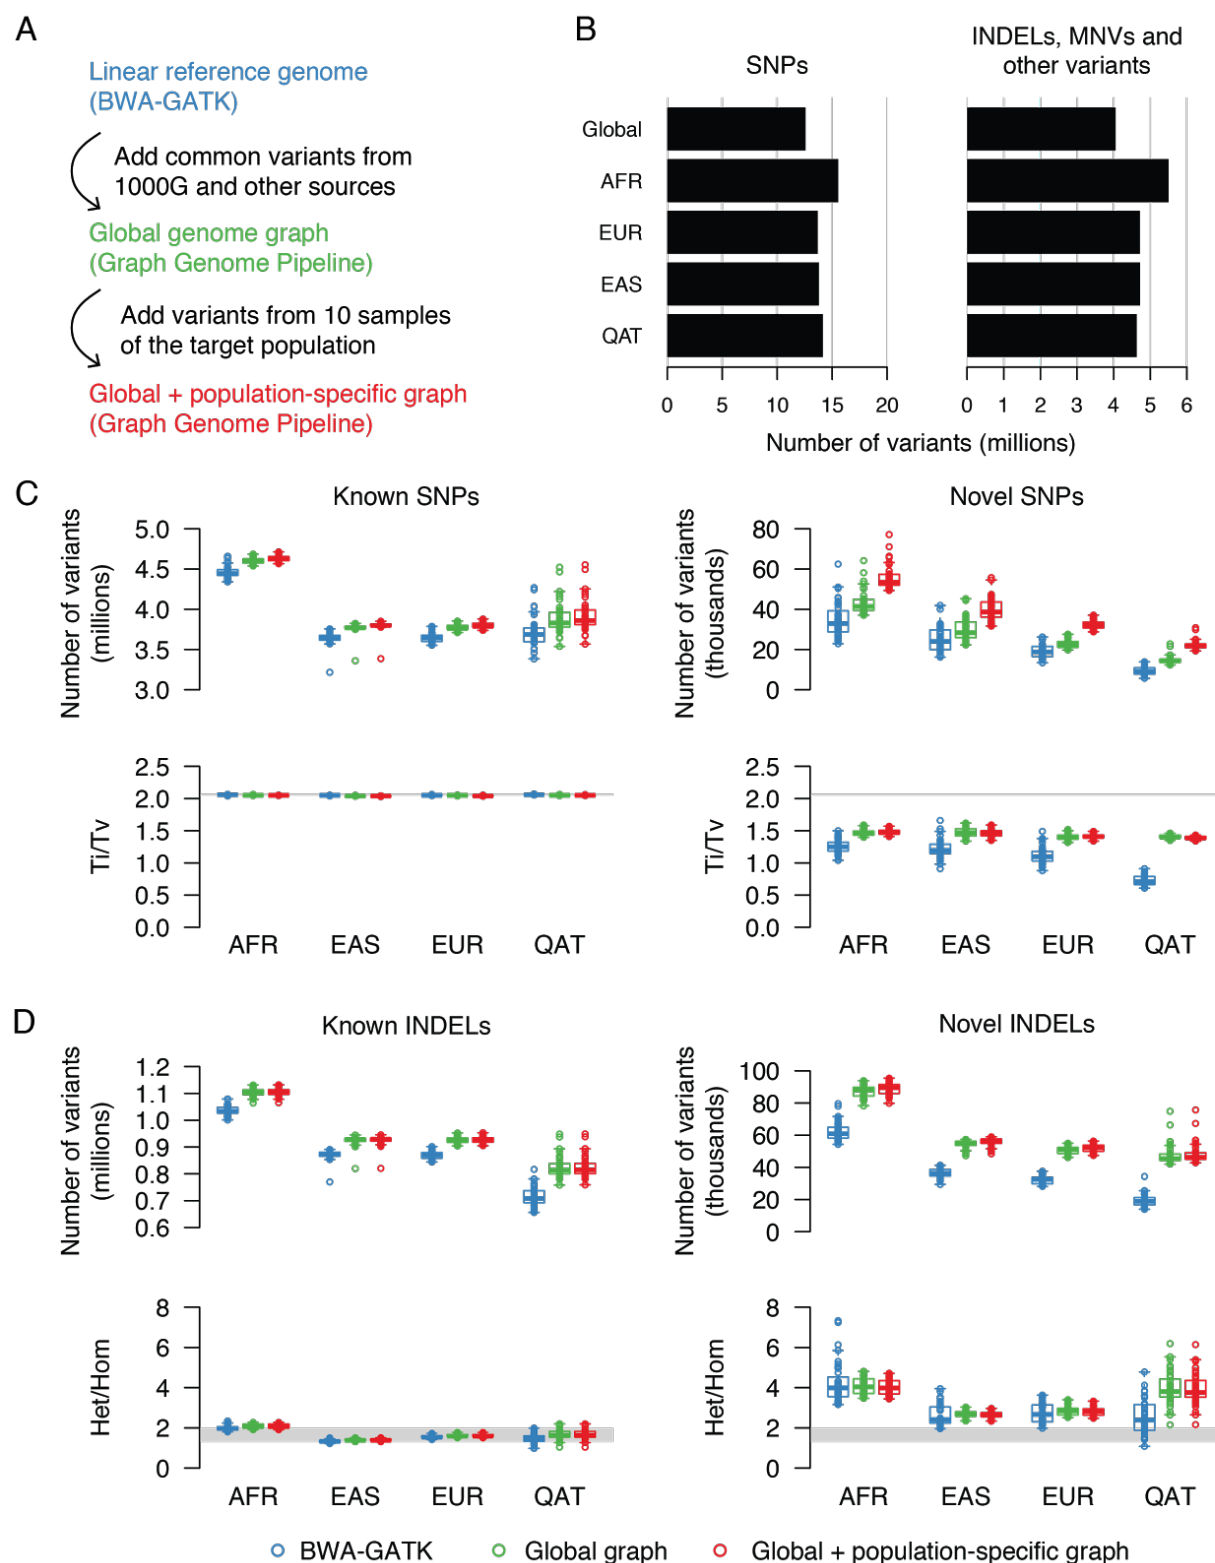 A
Linear reference genome
(BWA-GATK)
Add common variants from
1000G and other sources
Global genome graph
(Graph Genome Pipeline)
Add variants from 10 samples
of the target population
Global + population-specific graph
(Graph Genome Pipeline)
B
SNPs
INDELs, MNVs and
other variants
Global
AFR
EUR
EAS
QAT
0 5 10 15 20
0 1 2 3 4 5 6
Number of variants (millions)
C
Known SNPs
Number of variants
(millions)
5.0
4.5
4.0
3.5
3.0
Novel SNPs
Number of variants
(thousands)
80
60
40
20
0
Ti/Tv
2.5
2.0
1.5
1.0
0.5
0.0
AFR EAS EUR QAT
Ti/Tv
2.5
2.0
1.5
1.0
0.5
0.0
AFR EAS EUR QAT
D
Known INDELs
Number of variants
(millions)
1.2
1.1
1.0
0.9
0.8
0.7
0.6
Novel INDELs
Number of variants
(thousands)
100
80
60
40
20
0
Het/Hom
8
6
4
2
0
AFR EAS EUR QAT
Het/Hom
8
6
4
2
0
AFR EAS EUR QAT
BWA-GATK Global graph Global + population-specific graph